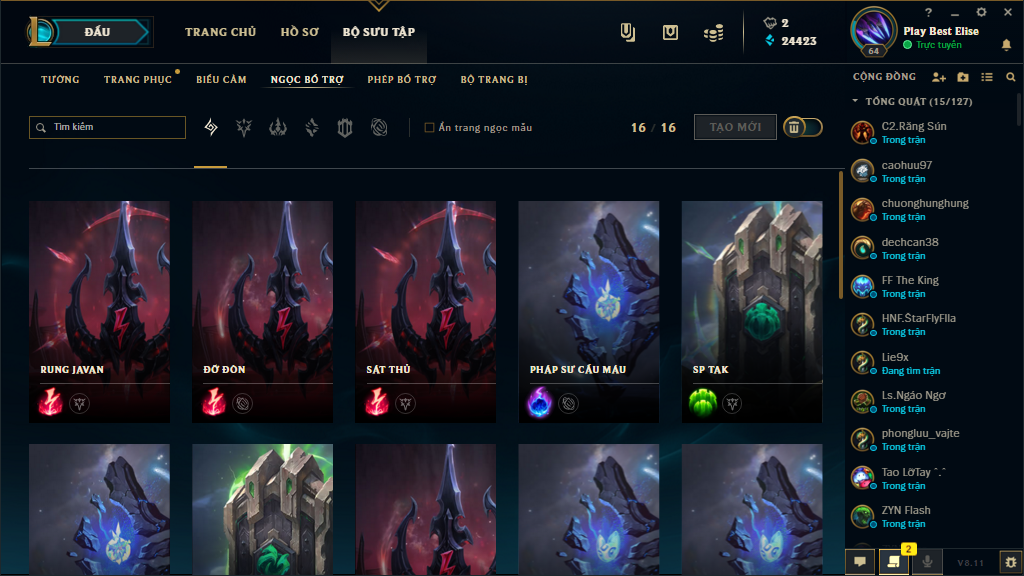 ĐẤU
TRANG CHỦ
HỒ SƠ
BỘ SƯU TẬP
2
24423
64
Play Best Elise
Trực tuyến
TƯỚNG
TRANG PHỤC
BIỂU CẢM
NGỌC BỔ TRỢ
PHÉP BỔ TRỢ
BỘ TRANG BỊ
CỘNG ĐỒNG
Tìm kiếm
Ẩn trang ngọc mẫu
16 / 16
TẠO MỚI
RUNG JAVAN
ĐỠ ĐÒN
SÁT THỦ
PHÁP SƯ CẤU MÁU
SP TAK
TỔNG QUÁT (15/127)
C2.Răng Sún
Trong trận
caohuu97
Trong trận
chuonghunghung
Trong trận
dechcan38
Trong trận
FF The King
Trong trận
HNF.ŠtarFlyFlla
Trong trận
Lie9x
Đang tìm trận
Ls.Ngáo Ngơ
Trong trận
phongluu_vajte
Trong trận
Tao LỡTay ˆ.ˆ
Trong trận
ZYN Flash
Trong trận
2
V8.11